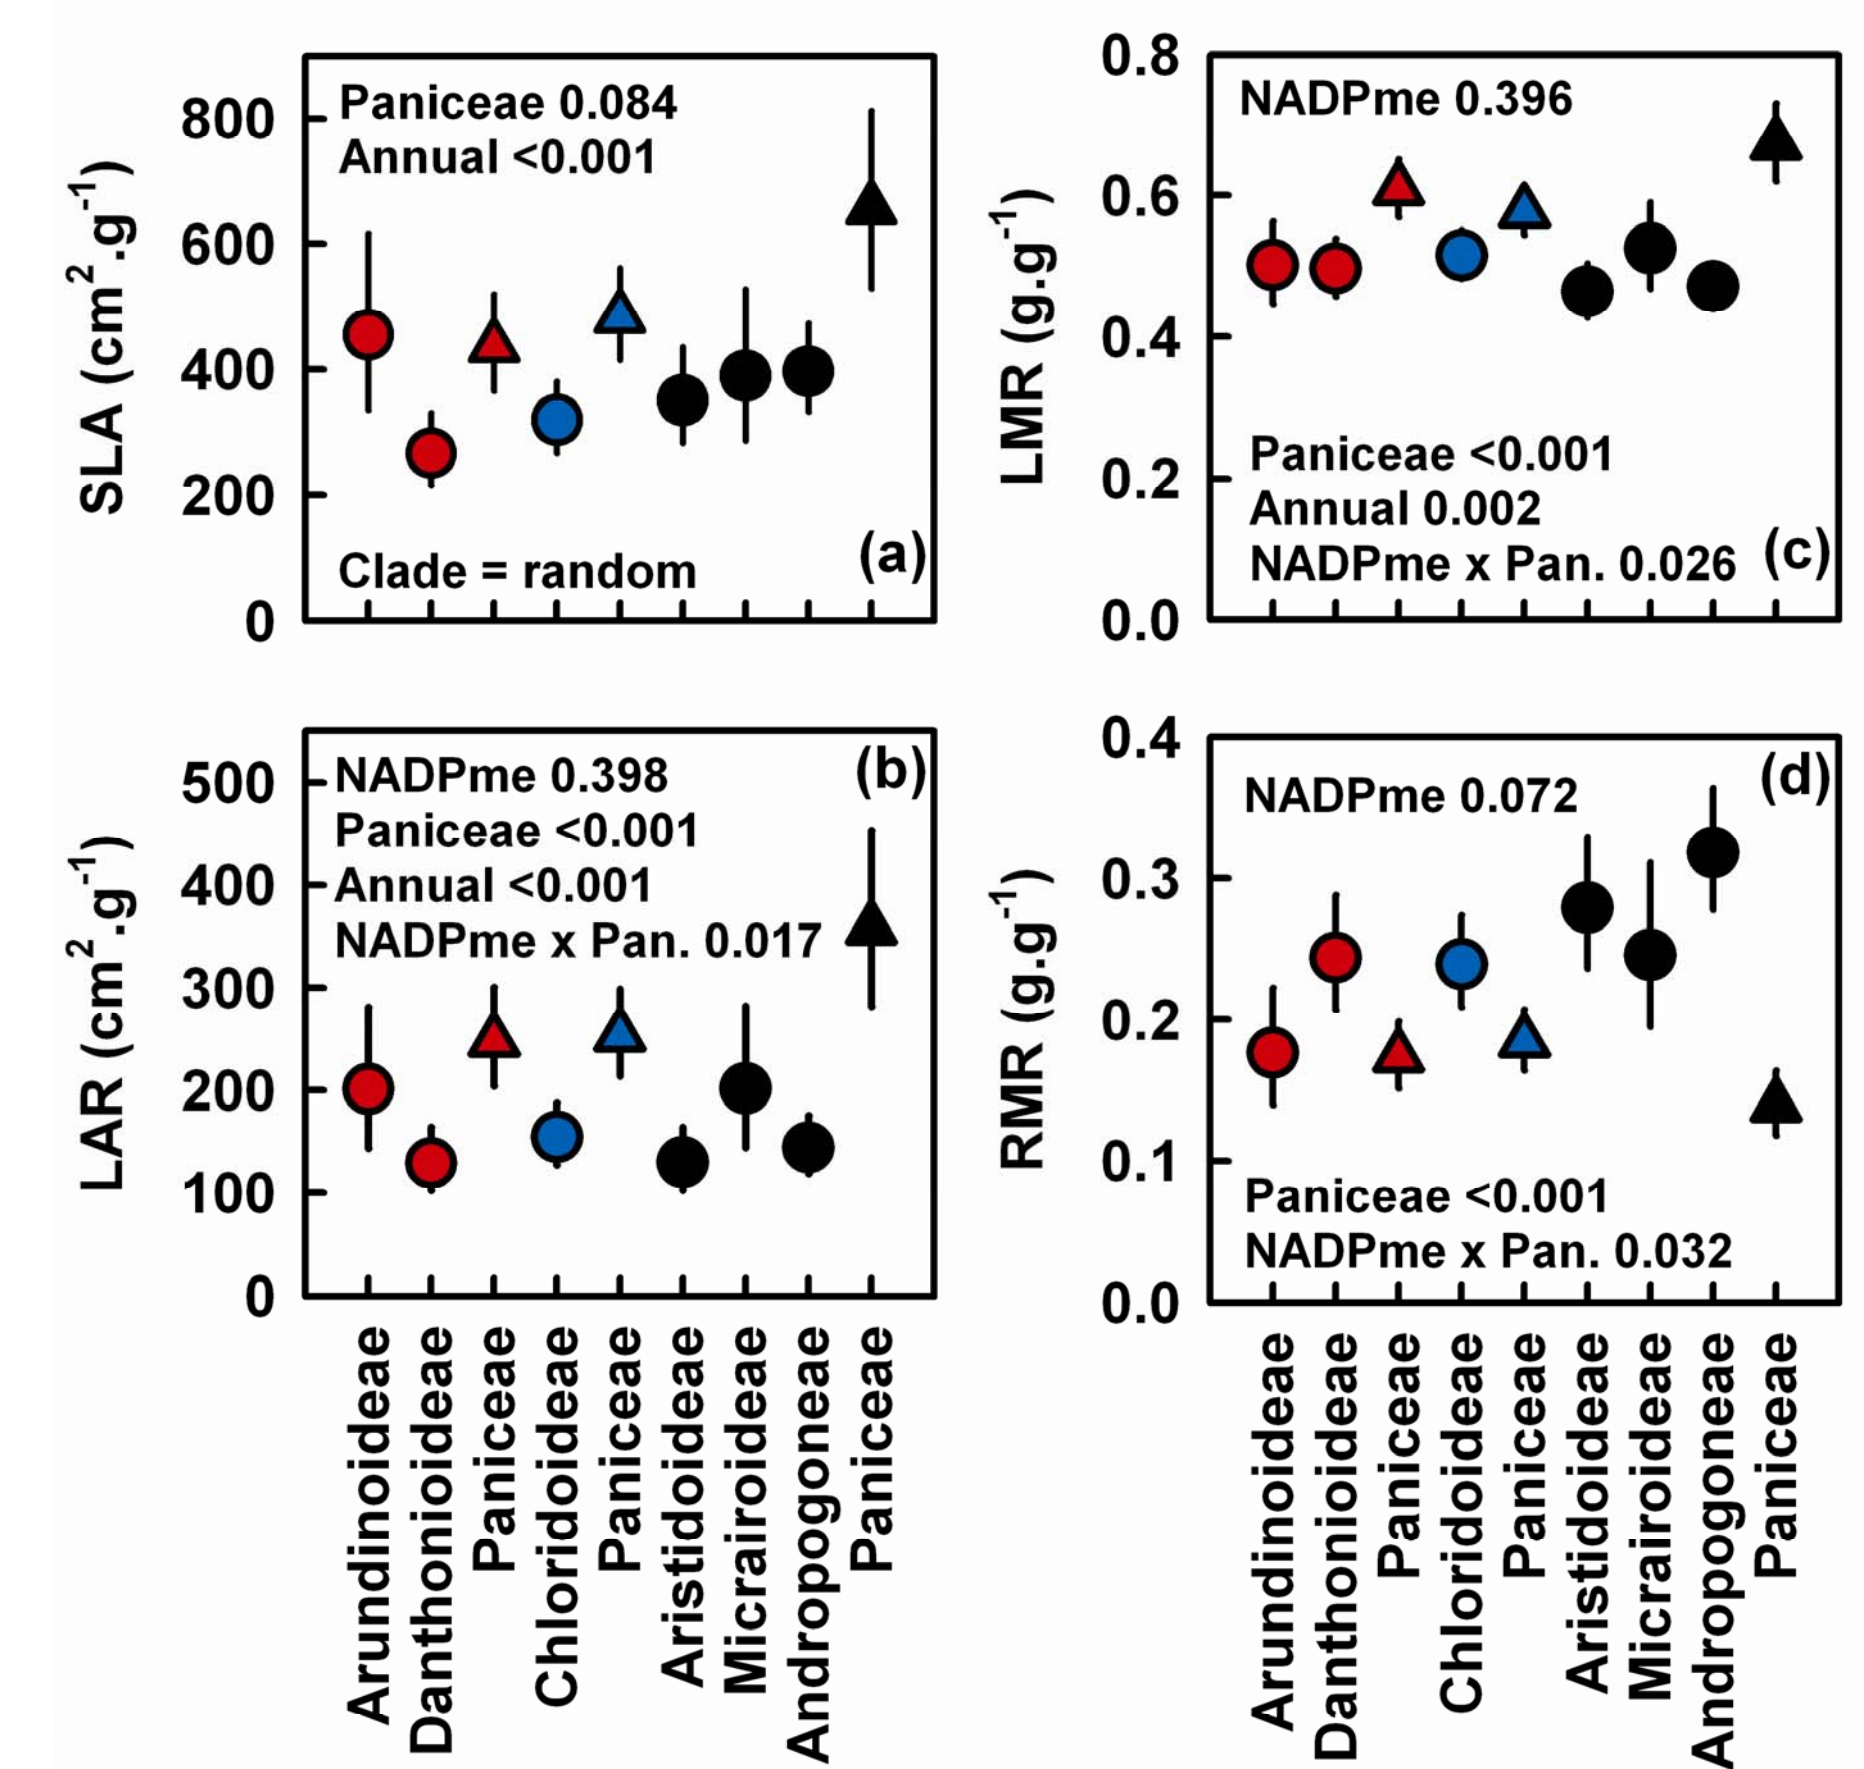 SLA (cm2.g-1)
800
600
400
200
0
Paniceae 0.084
Annual <0.001
Clade = random
(a)
LMR (g.g-1)
0.8
0.6
0.4
0.2
0.0
NADPme 0.396
Paniceae <0.001
Annual 0.002
NADPme x Pan. 0.026
(c)
LAR (cm2.g-1)
500
400
300
200
100
0
NADPme 0.398
Paniceae <0.001
Annual <0.001
NADPme x Pan. 0.017
(b)
Arundinoideae
Danthonioideae
Paniceae
Chloridoideae
Paniceae
Aristidoideae
Micrairoideae
Andropogoneae
Paniceae
RMR (g.g-1)
0.4
0.3
0.2
0.1
0.0
NADPme 0.072
(d)
Paniceae <0.001
NADPme x Pan. 0.032
Arundinoideae
Danthonioideae
Paniceae
Chloridoideae
Paniceae
Aristidoideae
Micrairoideae
Andropogoneae
Paniceae